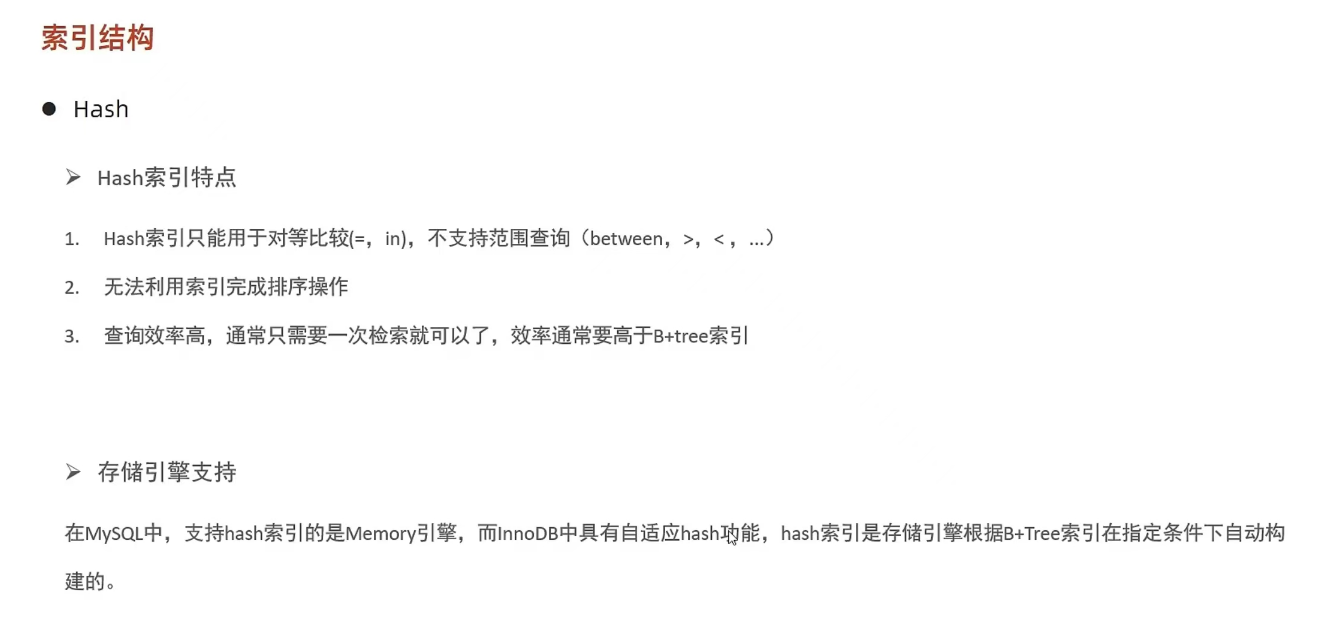 索引结构
● Hash
➢ Hash索引特点
1. Hash索引只能用于对等比较(=，in)，不支持范围查询（between，>，< ，...）
2. 无法利用索引完成排序操作
3. 查询效率高，通常只需要一次检索就可以了，效率通常要高于B+tree索引
➢ 存储引擎支持
在MySQL中，支持hash索引的是Memory引擎，而InnoDB中具有自适应hash功能，hash索引是存储引擎根据B+Tree索引在指定条件下自动构
建的。